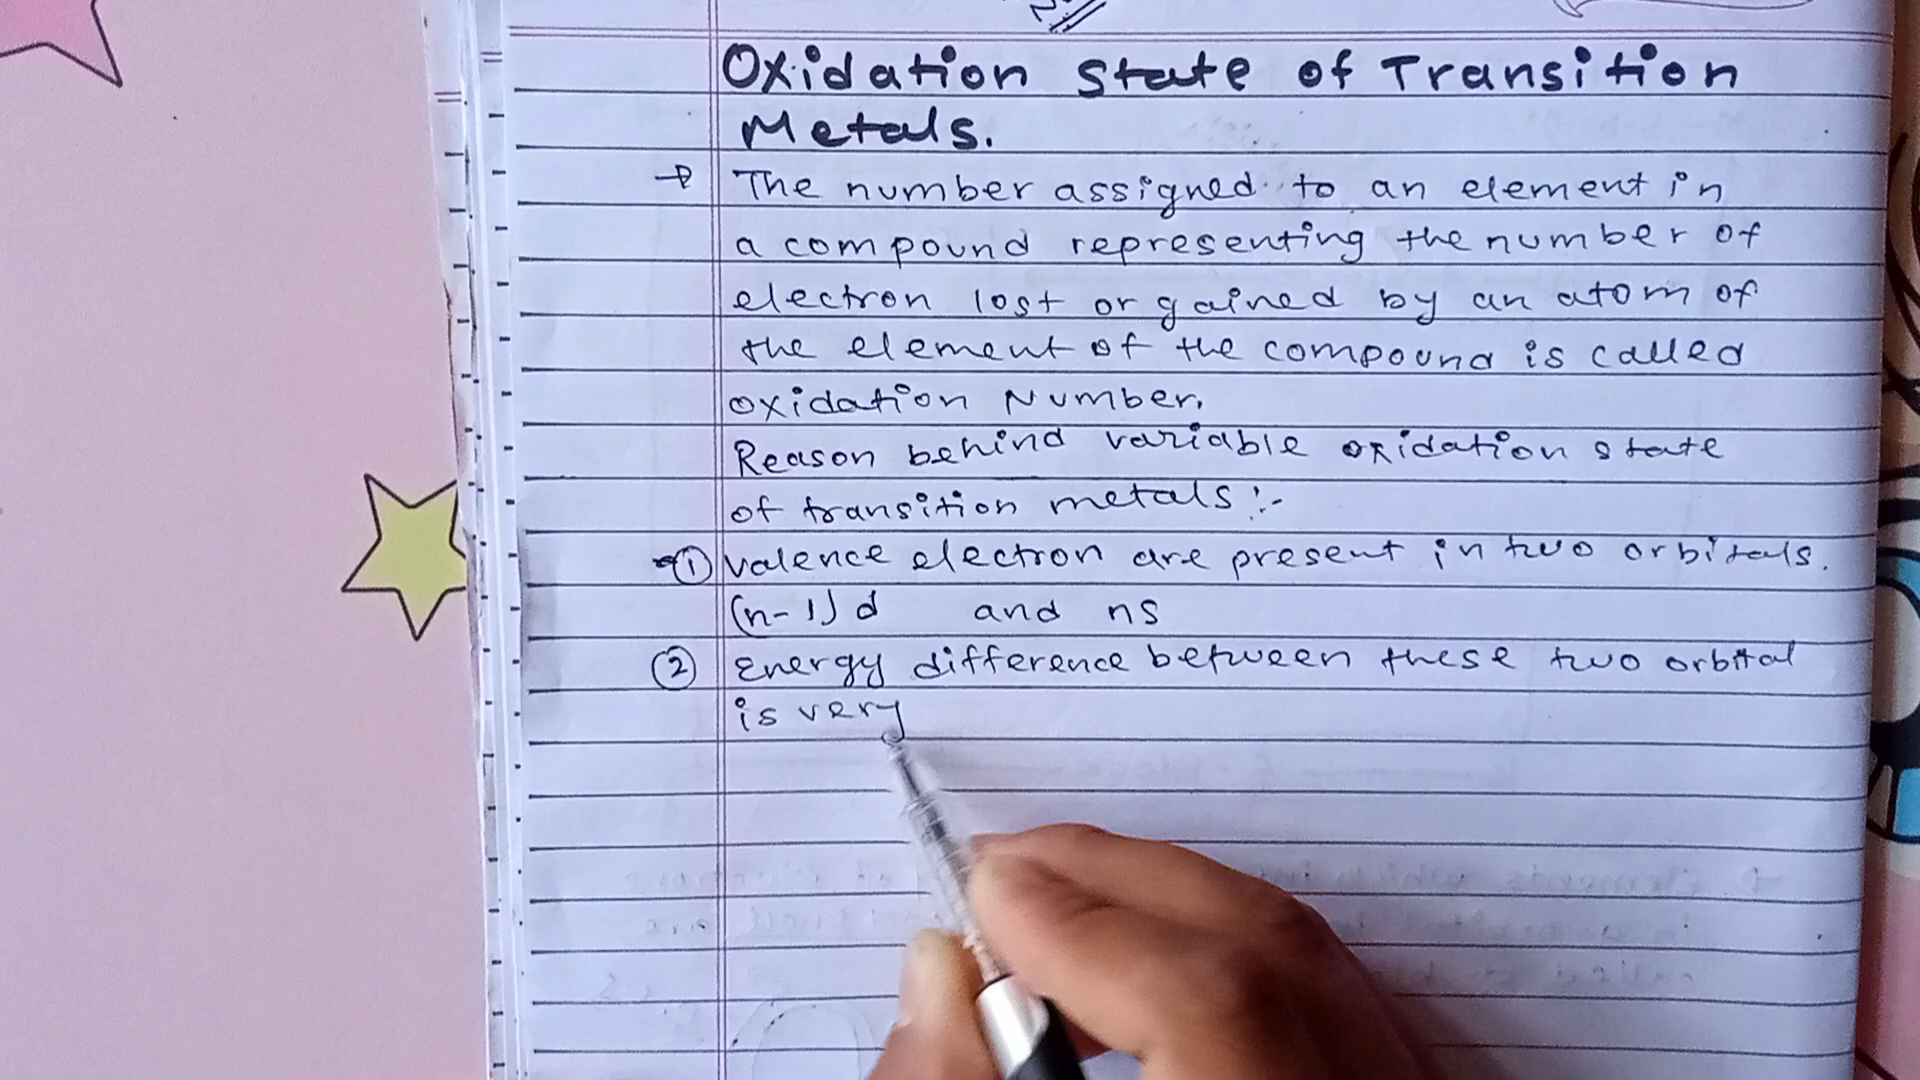 Oxidation state of Transition
Metals.
→ The number assigned to an element in
a compound representing the number of
electron lost or gained by an atom of
the element of the compound is called
oxidation Number.
Reason behind variable oxidation state
of transition metals :-
① Valence electron are present in two orbitals.
(n-1) d and ns
② Energy difference between these two orbital
is very